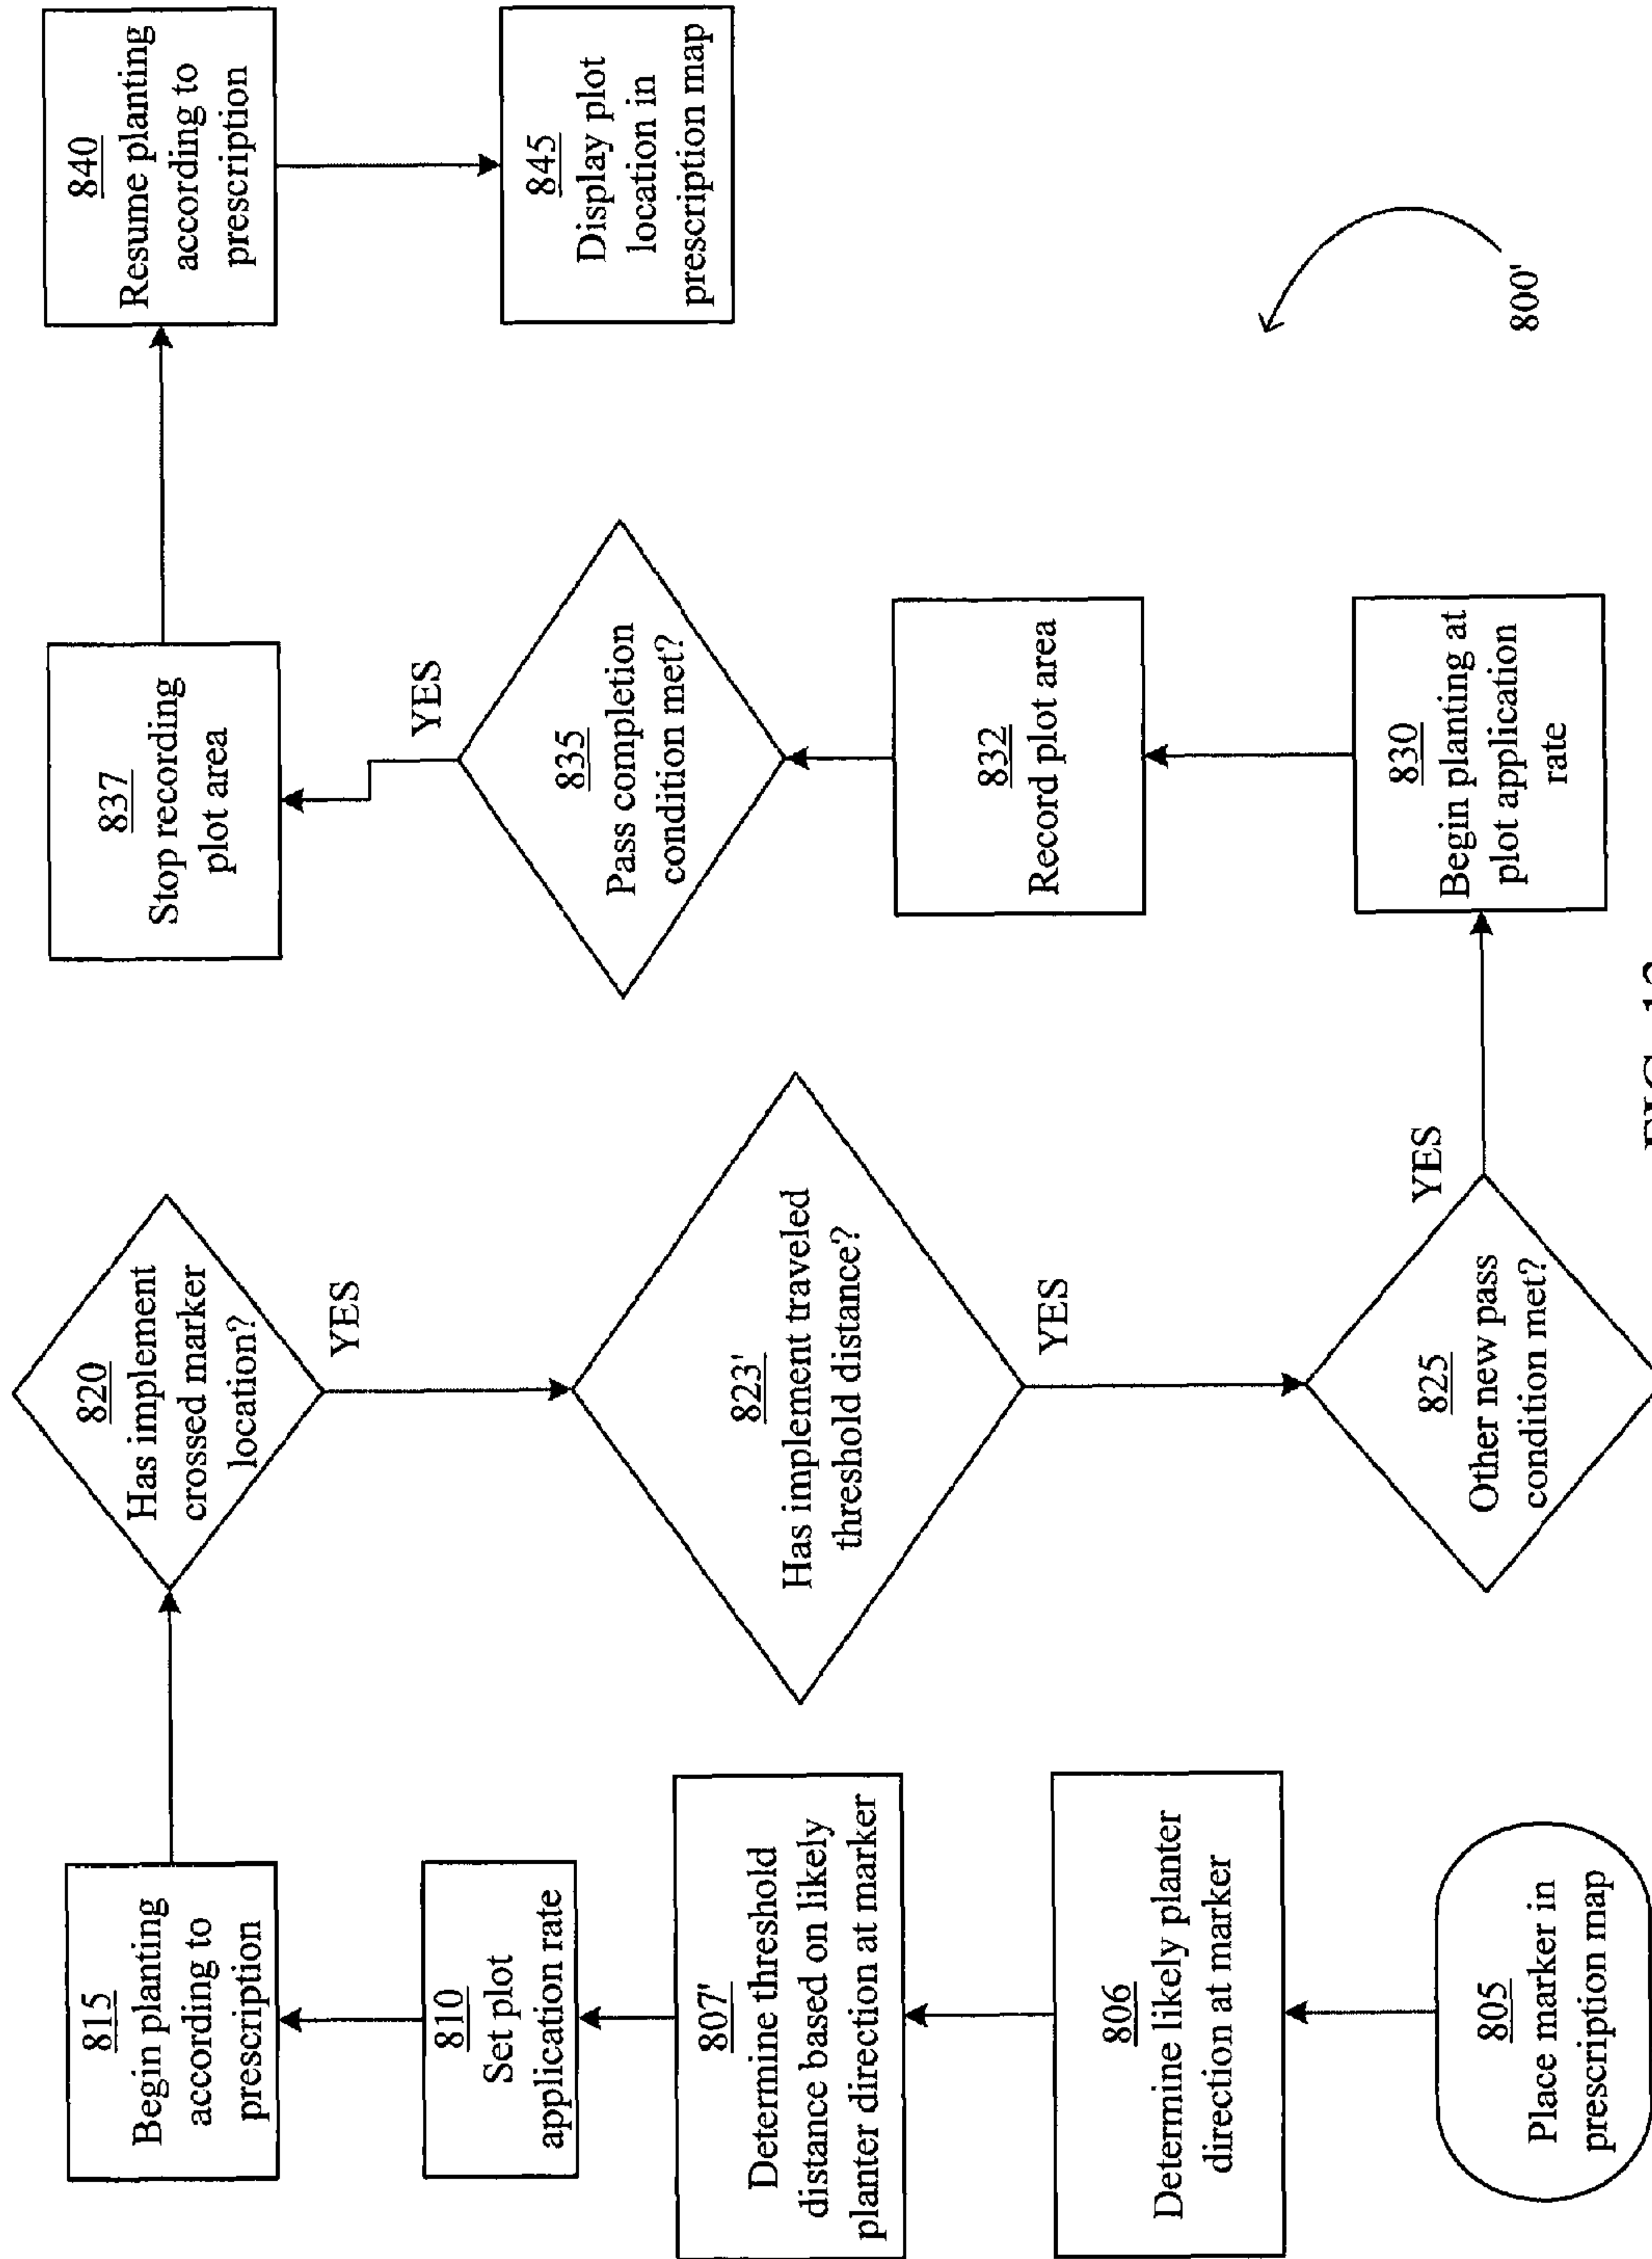 805
Place marker in
prescription map
806
Determine likely planter
direction at marker
807'
Determine threshold
distance based on likely
planter direction at marker
810
Set plot
application rate
815
Begin planting
according to
prescription
820
Has implement
crossed marker
location?
YES
823'
Has implement traveled
threshold distance?
YES
825
Other new pass
condition met?
YES
830
Begin planting at
plot application
rate
832
Record plot area
835
Pass completion
condition met?
YES
837
Stop recording
plot area
840
Resume planting
according to
prescription
845
Display plot
location in
prescription map
800'
FIG.